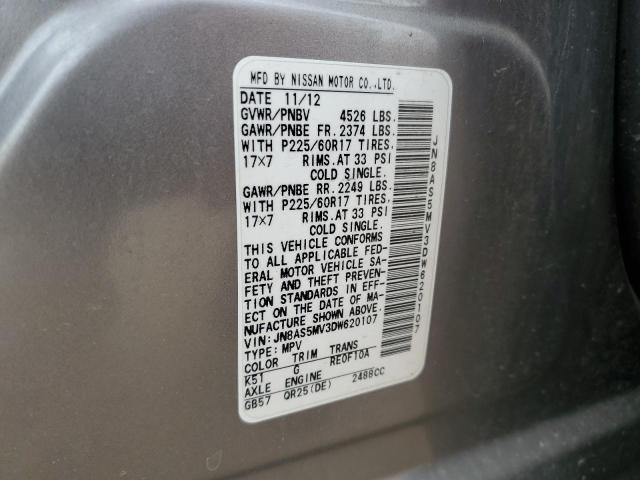 MFD BY NISSAN MOTOR CO.,LTD.
DATE 11/12
GVWR/PNBV 4526 LBS.
GAWR/PNBE FR. 2374 LBS.
WITH P225/60R17 TIRES.
17×7 RIMS.AT 33 PSI
COLD SINGLE.
GAWR/PNBE RR. 2249 LBS.
WITH P225/60R17 TIRES.
17×7 RIMS.AT 33 PSI
COLD SINGLE.
THIS VEHICLE CONFORMS
TO ALL APPLICABLE FED-
ERAL MOTOR VEHICLE SA-
FETY AND THEFT PREVEN-
TION STANDARDS IN EFF-
ECT ON THE DATE OF MA-
NUFACTURE SHOWN ABOVE.
VIN: JN8AS5MV3DW620107
TYPE: MPV
COLOR TRIM TRANS
K51 G RE0F10A
AXLE ENGINE
GB57 QR25(DE) 2488CC
JN8AS5MV3DW620107